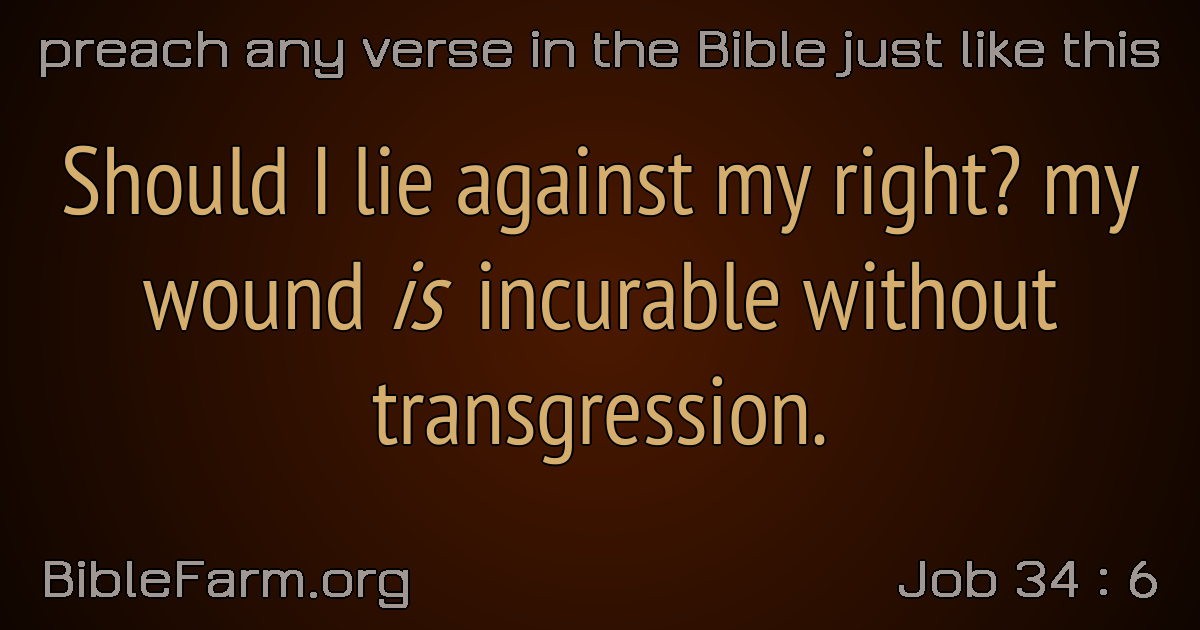 preach any verse in the Bible just like this
Should I lie against my right? my
wound is incurable without
transgression.
BibleFarm.org
Job 34 : 6